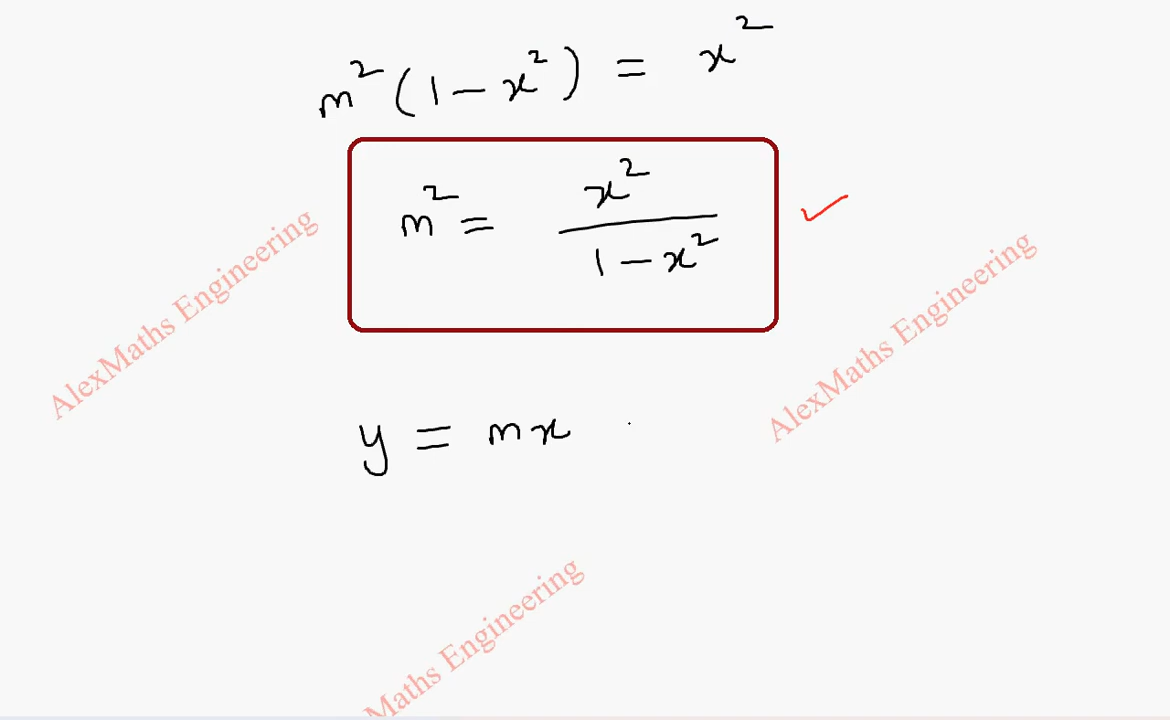 m²(1-x²) = x²
m² = x²/(1-x²) ✓
AlexMaths Engineering
AlexMaths Engineering
y = mx
Maths Engineering